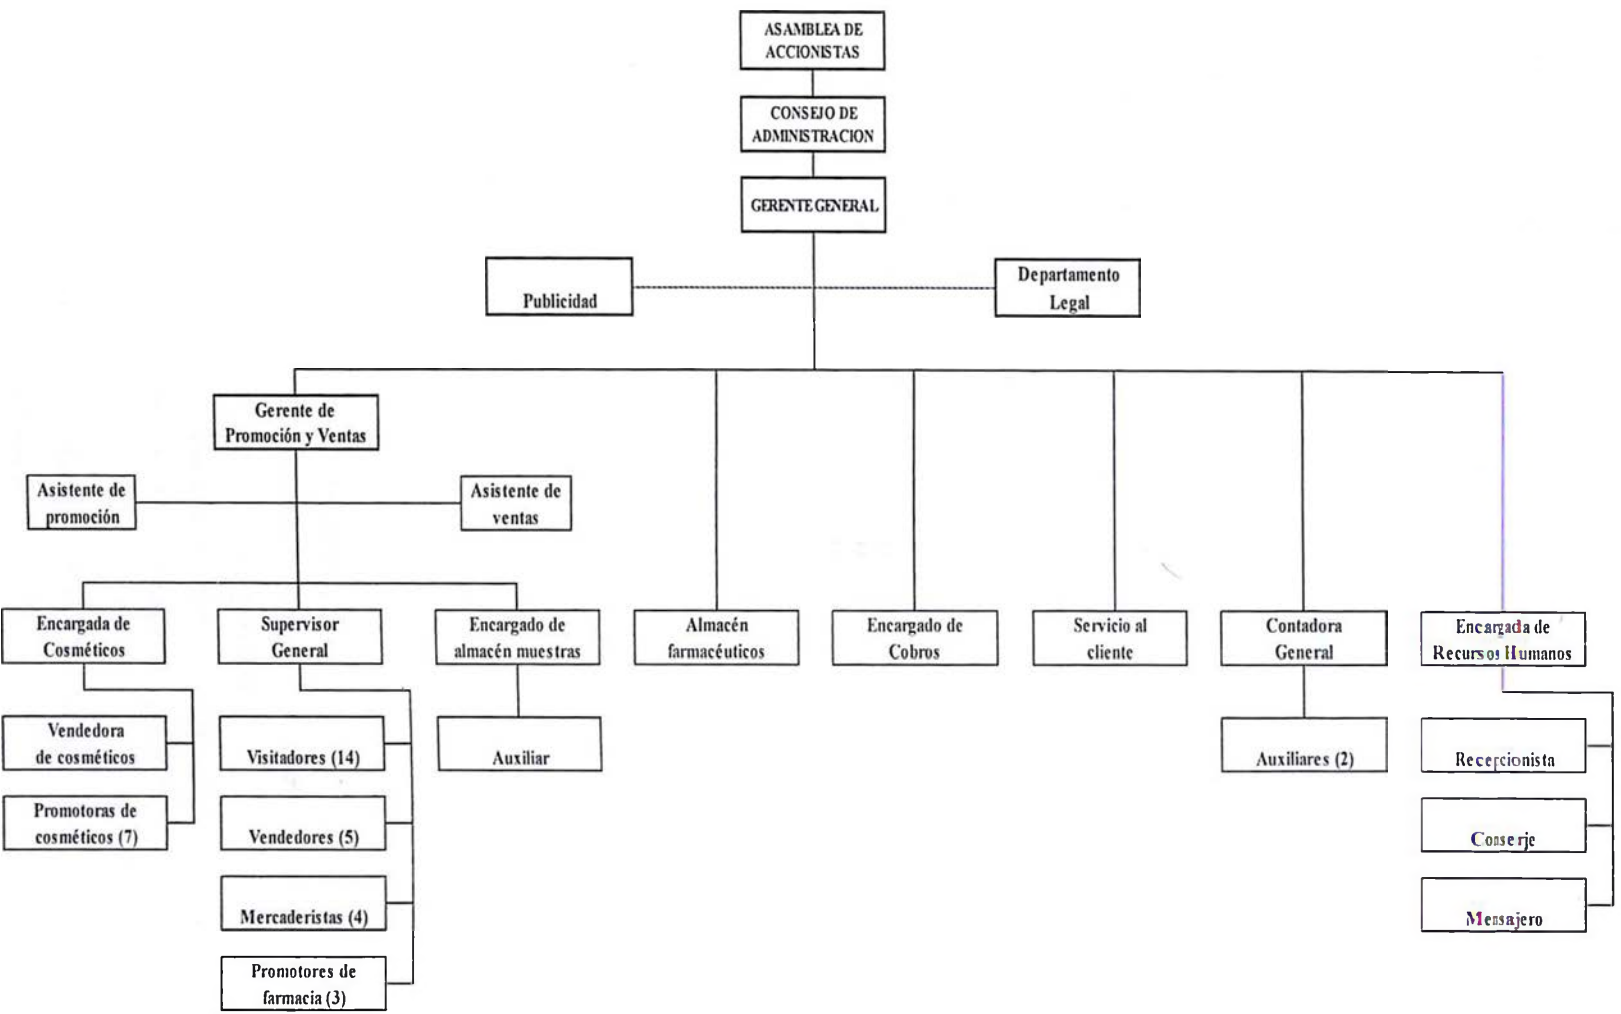 ASAMBLEA DE
ACCIONISTAS
CONSEJO DE
ADMINISTRACION
GERENTE GENERAL
Publicidad
Departamento
Legal
Gerente de
Promoción y Ventas
Asistente de
promoción
Asistente de
ventas
Encargada de
Cosméticos
Supervisor
General
Encargado de
almacén muestras
Almacén
farmacéuticos
Encargado de
Cobros
Servicio al
cliente
Contadora
General
Encargada de
Recursos Humanos
Vendedora
de cosméticos
Visitadores (14)
Auxiliar
Auxiliares (2)
Recepcionista
Promotoras de
cosméticos (7)
Vendedores (5)
Conserje
Mercaderistas (4)
Mensajero
Promotores de
farmacia (3)